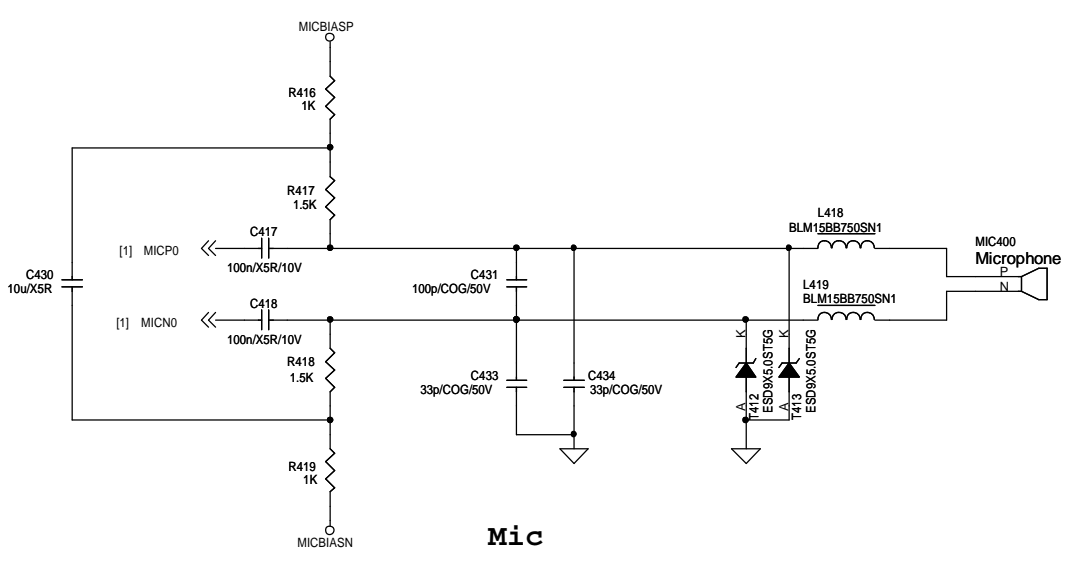 MICBIASP
R416
1K
R417
1.5K
C417
[1] MICP0
100n/X5R/10V
C430
10u/X5R
C418
[1] MICN0
100n/X5R/10V
R418
1.5K
R419
1K
MICBIASN
C431
100p/COG/50V
C433
33p/COG/50V
C434
33p/COG/50V
L418
BLM15BB750SN1
L419
BLM15BB750SN1
MIC400
Microphone
P
N
K
A
T412
ESD9X5.0ST5G
K
A
T413
ESD9X5.0ST5G
Mic